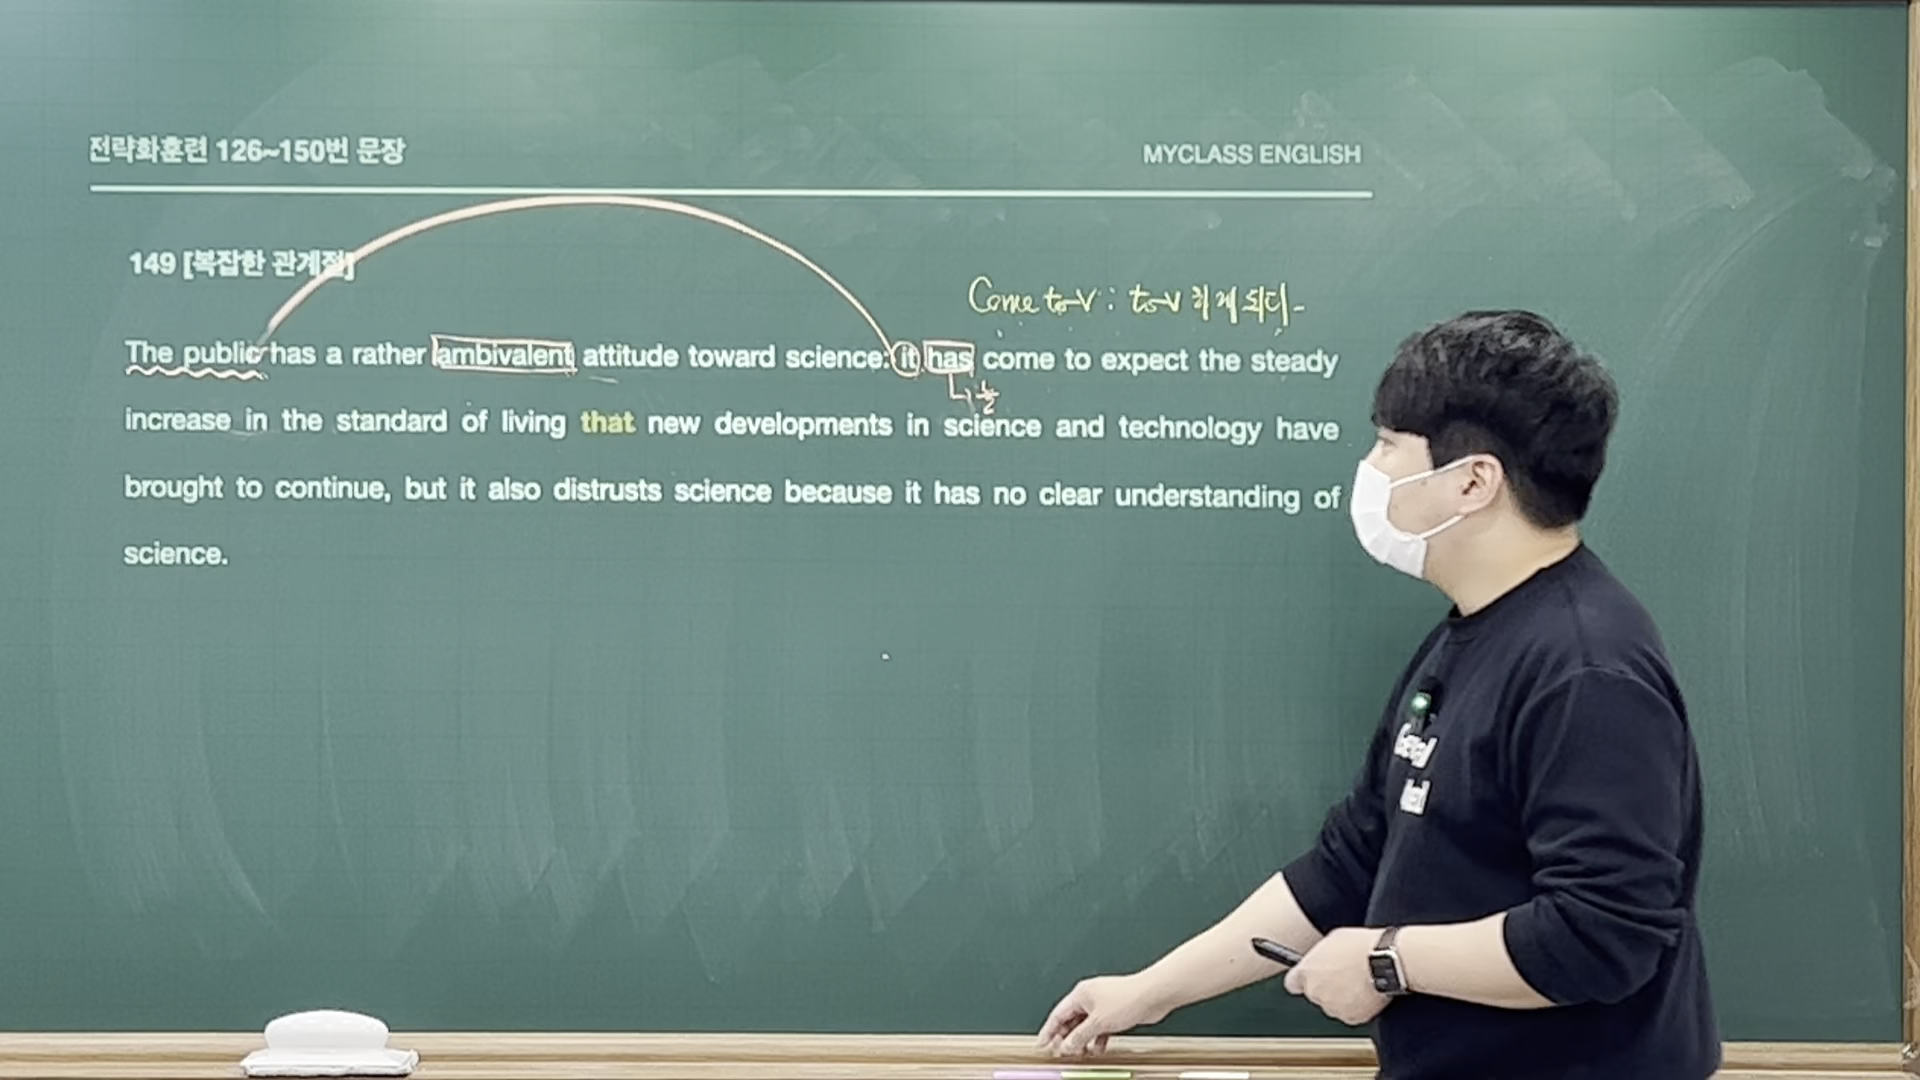 전략화훈련 126~150번 문장
MYCLASS ENGLISH
149 [복잡한 관계절]
Come to-V : to-V 하게 되다.
The public has a rather ambivalent attitude toward science: it has come to expect the steady
increase in the standard of living that new developments in science and technology have
brought to continue, but it also distrusts science because it has no clear understanding of
science.